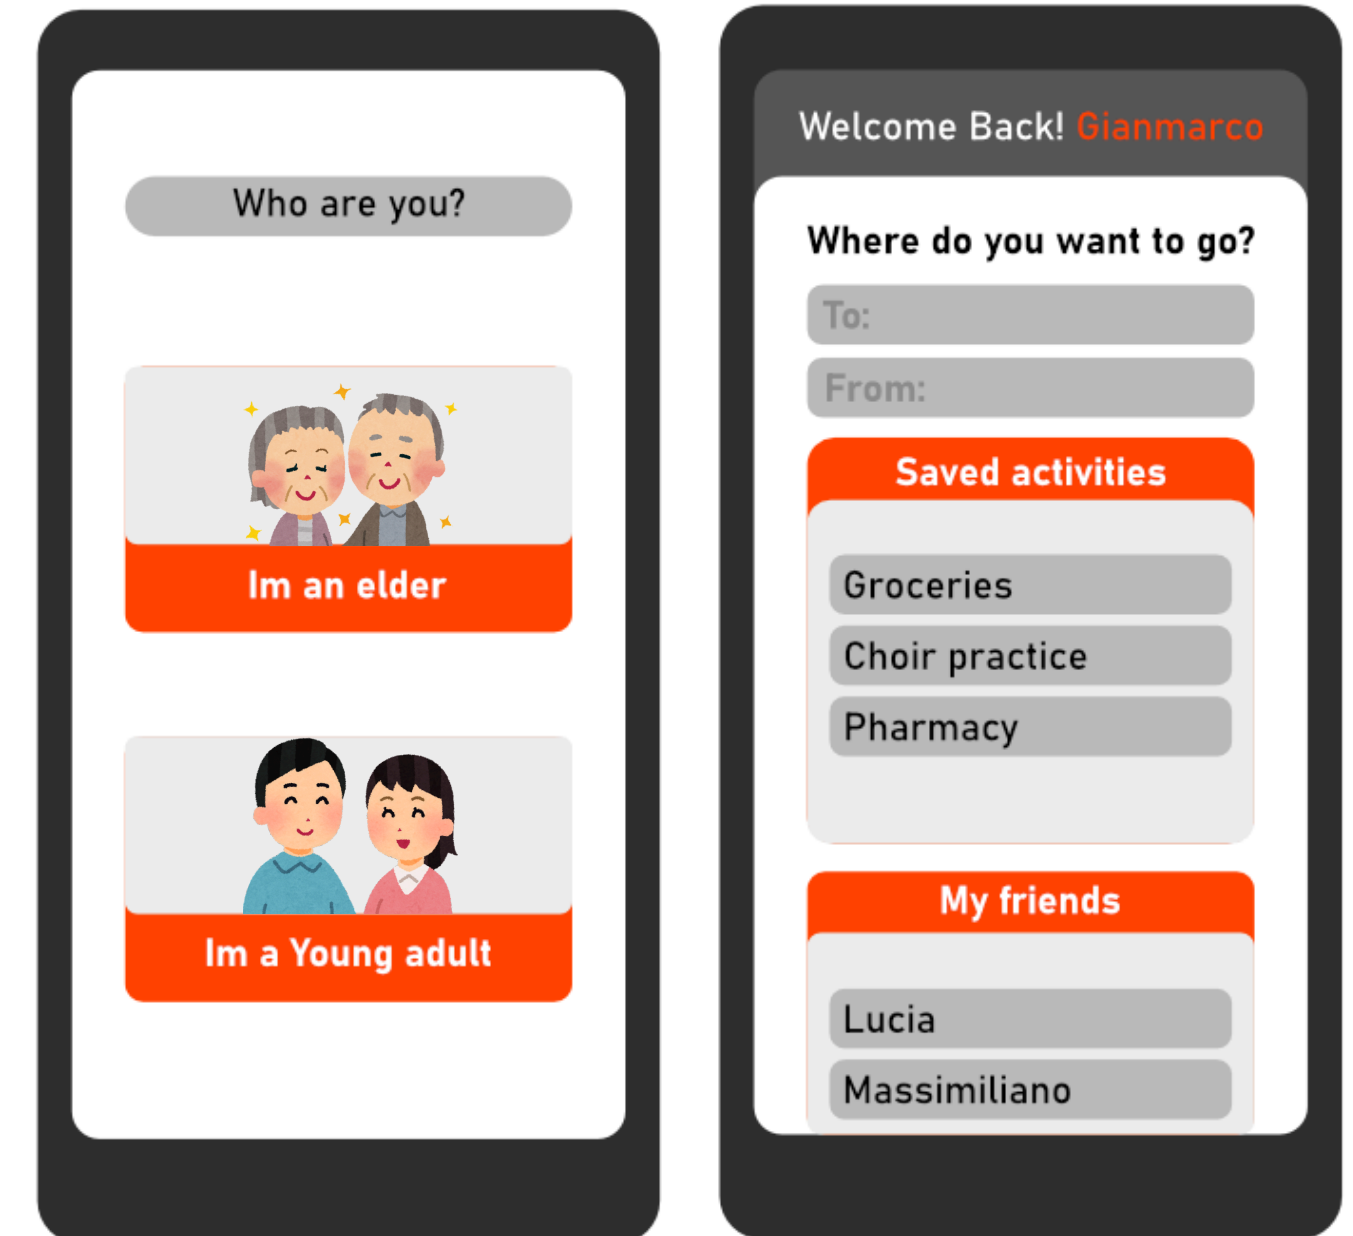 Who are you?
Im an elder
Im a Young adult
Welcome Back! Gianmarco
Where do you want to go?
To:
From:
Saved activities
Groceries
Choir practice
Pharmacy
My friends
Lucia
Massimiliano